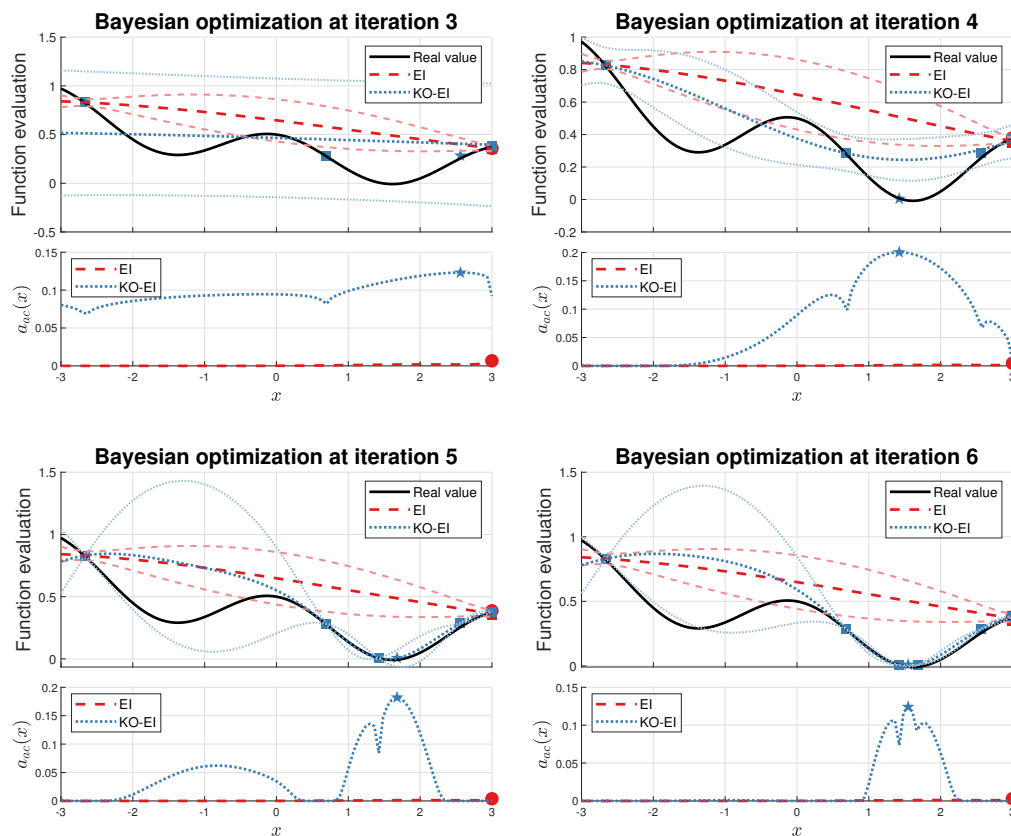 Bayesian optimization at iteration 3
Function evaluation
1.5
1
0.5
0
-0.5
Real value
EI
KO-EI
a_{ac}(x)
0.15
0.1
0.05
0
EI
KO-EI
-3 -2 -1 0 1 2 3
x
Bayesian optimization at iteration 4
Function evaluation
1
0.8
0.6
0.4
0.2
0
-0.2
Real value
EI
KO-EI
a_{ac}(x)
0.2
0.15
0.1
0.05
0
EI
KO-EI
-3 -2 -1 0 1 2 3
x
Bayesian optimization at iteration 5
Function evaluation
1.5
1
0.5
0
Real value
EI
KO-EI
a_{ac}(x)
0.2
0.15
0.1
0.05
0
EI
KO-EI
-3 -2 -1 0 1 2 3
x
Bayesian optimization at iteration 6
Function evaluation
1.5
1
0.5
0
Real value
EI
KO-EI
a_{ac}(x)
0.15
0.1
0.05
0
EI
KO-EI
-3 -2 -1 0 1 2 3
x